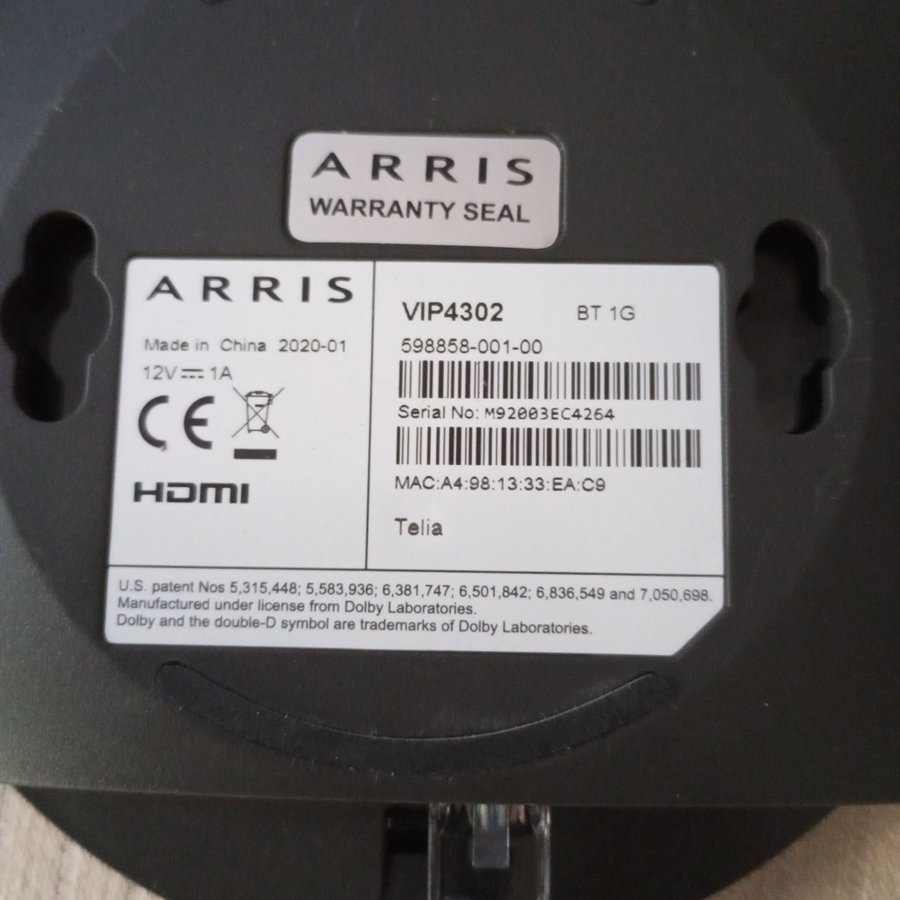 ARRIS
WARRANTY SEAL
ARRIS
Made in China 2020-01
12V⎓1A
CE
HDMI
VIP4302 BT 1G
598858-001-00
Serial No: M92003EC4264
MAC:A4:98:13:33:EA:C9
Telia
U.S. patent Nos 5,315,448; 5,583,936; 6,381,747; 6,501,842; 6,836,549 and 7,050,698.
Manufactured under license from Dolby Laboratories.
Dolby and the double-D symbol are trademarks of Dolby Laboratories.